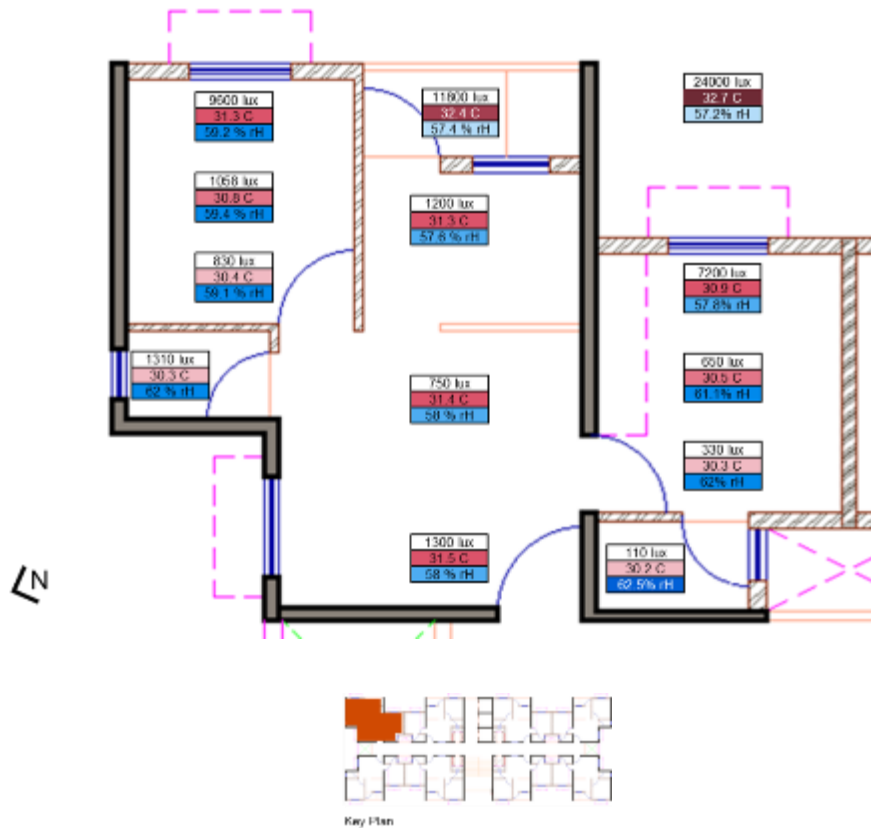 9600 lux
31.3 C
59.2 % rH
11800 lux
32.4 C
57.4 % rH
24000 lux
32.7 C
57.2% rH
1058 lux
30.8 C
59.4 % rH
1200 lux
31.3 C
57.6 % rH
830 lux
30.4 C
59.1 % rH
7200 lux
30.9 C
57.8% rH
1310 lux
30.3 C
62 % rH
750 lux
31.4 C
58 % rH
650 lux
30.5 C
61.1% rH
330 lux
30.3 C
62% rH
1300 lux
31.5 C
58 % rH
110 lux
30.2 C
62.5% rH
N
Key Plan